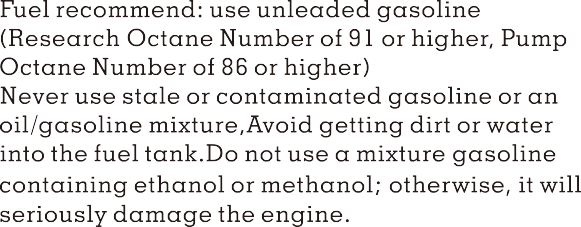 Fuel recommend: use unleaded gasoline
(Research Octane Number of 91 or higher, Pump
Octane Number of 86 or higher)
Never use stale or contaminated gasoline or an
oil/gasoline mixture,Avoid getting dirt or water
into the fuel tank.Do not use a mixture gasoline
containing ethanol or methanol; otherwise, it will
seriously damage the engine.